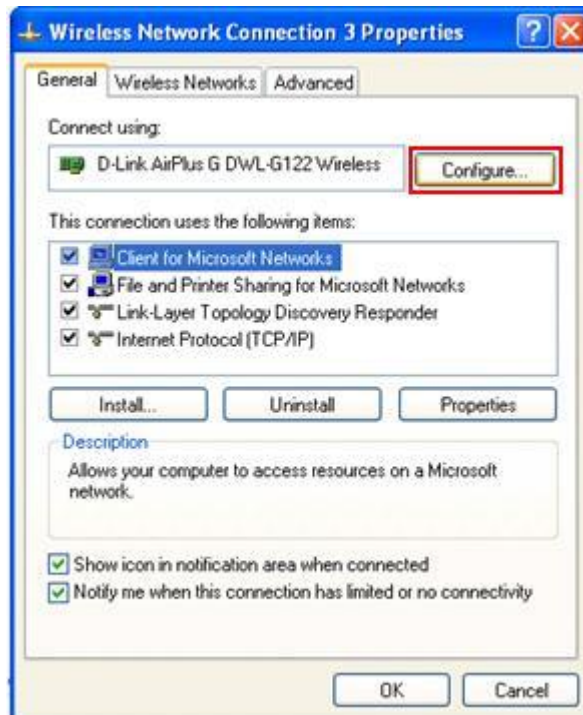 Wireless Network Connection 3 Properties
General Wireless Networks Advanced
Connect using:
D-Link AirPlus G DWL-G122 Wireless Configure...
This connection uses the following items:
Client for Microsoft Networks
File and Printer Sharing for Microsoft Networks
Link-Layer Topology Discovery Responder
Internet Protocol (TCP/IP)
Install... Uninstall Properties
Description
Allows your computer to access resources on a Microsoft
network.
Show icon in notification area when connected
Notify me when this connection has limited or no connectivity
OK Cancel